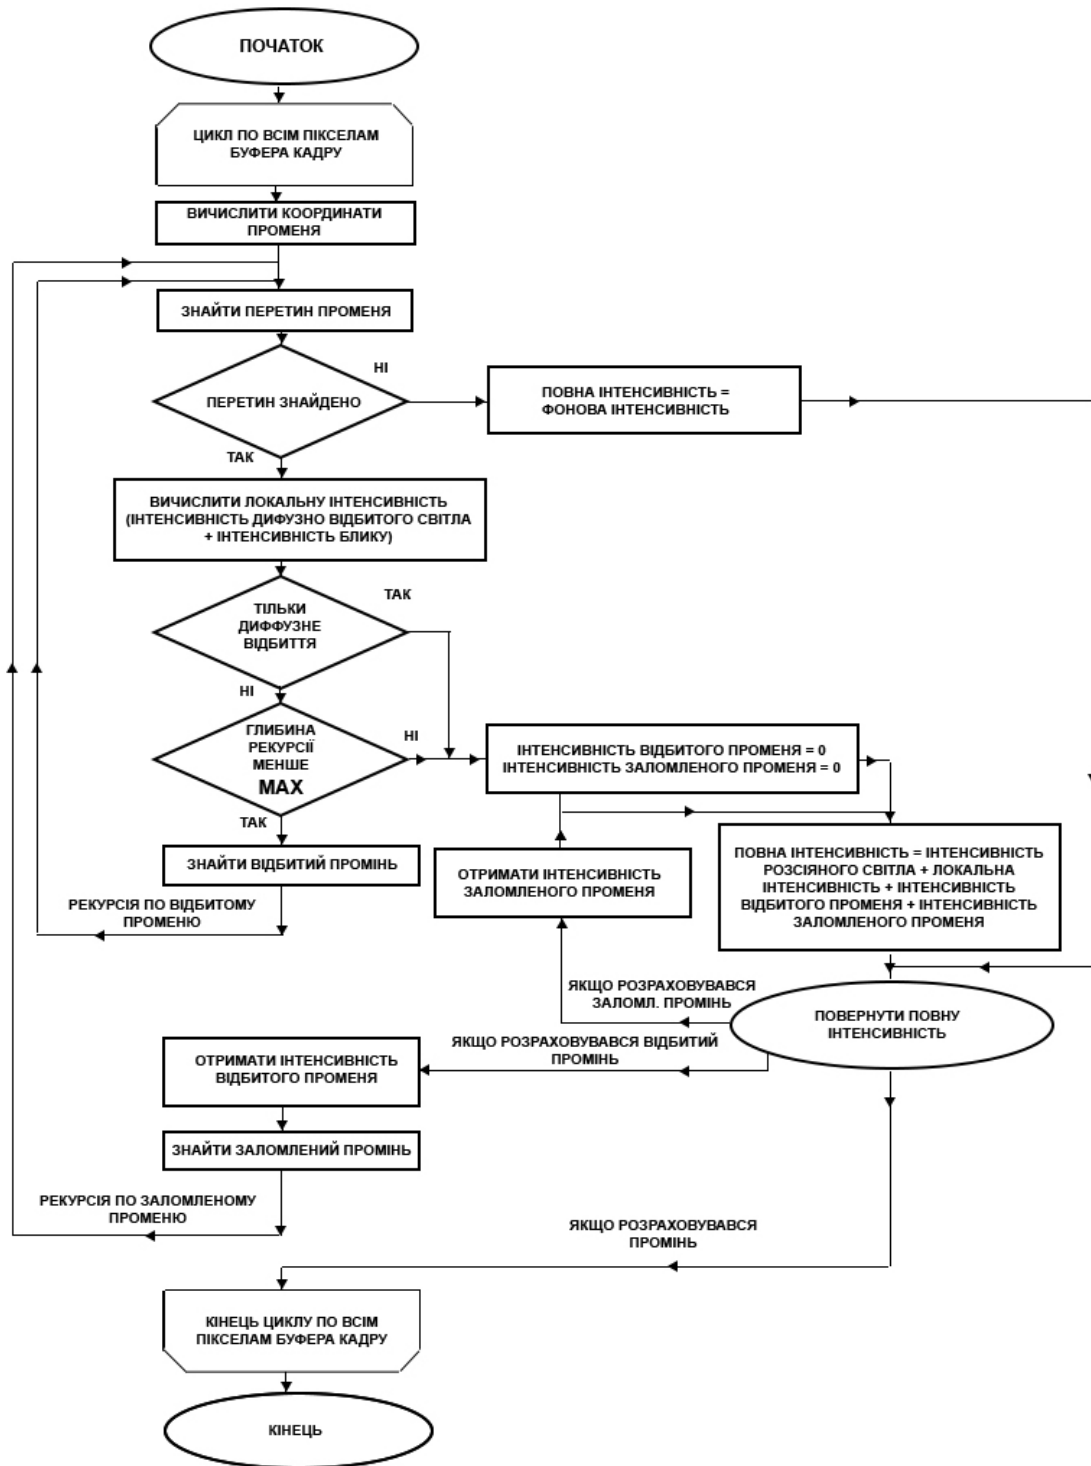 ПОЧАТОК
ЦИКЛ ПО ВСІМ ПІКСЕЛАМ
БУФЕРА КАДРУ
ВИЧИСЛИТИ КООРДИНАТИ
ПРОМЕНЯ
ЗНАЙТИ ПЕРЕТИН ПРОМЕНЯ
НІ
ПЕРЕТИН ЗНАЙДЕНО
ПОВНА ІНТЕНСИВНІСТЬ =
ФОНОВА ІНТЕНСИВНІСТЬ
ТАК
ВИЧИСЛИТИ ЛОКАЛЬНУ ІНТЕНСИВНІСТЬ
(ІНТЕНСИВНІСТЬ ДИФУЗНО ВІДБИТОГО СВІТЛА
+ ІНТЕНСИВНІСТЬ БЛИКУ)
ТАК
ТІЛЬКИ
ДИФФУЗНЕ
ВІДБИТТЯ
НІ
ГЛИБИНА
РЕКУРСІЇ
МЕНШЕ
MAX
НІ
ІНТЕНСИВНІСТЬ ВІДБИТОГО ПРОМЕНЯ = 0
ІНТЕНСИВНІСТЬ ЗАЛОМЛЕНОГО ПРОМЕНЯ = 0
ТАК
ЗНАЙТИ ВІДБИТИЙ ПРОМІНЬ
ОТРИМАТИ ІНТЕНСИВНІСТЬ
ЗАЛОМЛЕНОГО ПРОМЕНЯ
ПОВНА ІНТЕНСИВНІСТЬ = ІНТЕНСИВНІСТЬ
РОЗСІЯНОГО СВІТЛА + ЛОКАЛЬНА
ІНТЕНСИВНІСТЬ + ІНТЕНСИВНІСТЬ
ВІДБИТОГО ПРОМЕНЯ + ІНТЕНСИВНІСТЬ
ЗАЛОМЛЕНОГО ПРОМЕНЯ
РЕКУРСІЯ ПО ВІДБИТОМУ
ПРОМЕНЮ
ЯКЩО РОЗРАХОВУВАВСЯ
ЗАЛОМЛ. ПРОМІНЬ
ПОВЕРНУТИ ПОВНУ
ІНТЕНСИВНІСТЬ
ЯКЩО РОЗРАХОВУВАВСЯ ВІДБИТИЙ
ПРОМІНЬ
ОТРИМАТИ ІНТЕНСИВНІСТЬ
ВІДБИТОГО ПРОМЕНЯ
ЗНАЙТИ ЗАЛОМЛЕНИЙ ПРОМІНЬ
РЕКУРСІЯ ПО ЗАЛОМЛЕНОМУ
ПРОМЕНЮ
ЯКЩО РОЗРАХОВУВАВСЯ
ПРОМІНЬ
КІНЕЦЬ ЦИКЛУ ПО ВСІМ
ПІКСЕЛАМ БУФЕРА КАДРУ
КІНЕЦЬ